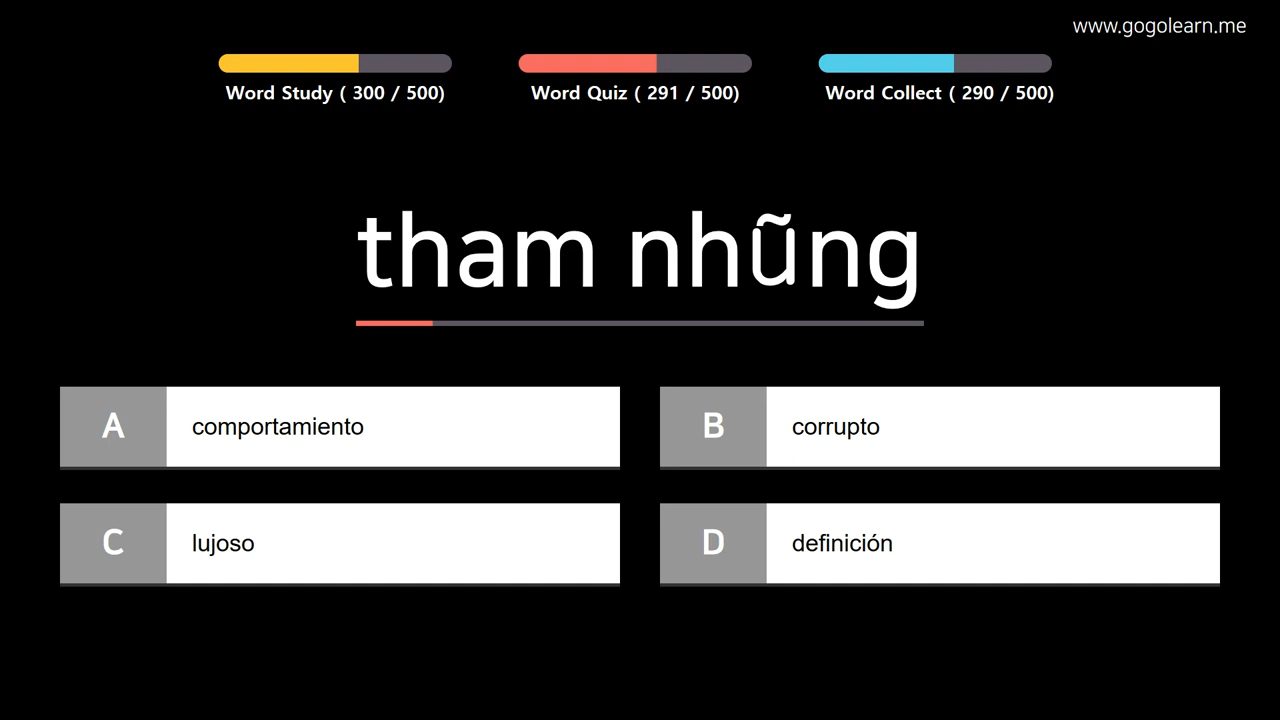 www.gogolearn.me
Word Study ( 300 / 500)
Word Quiz ( 291 / 500)
Word Collect ( 290 / 500)
tham nhũng
A
comportamiento
B
corrupto
C
lujoso
D
definición